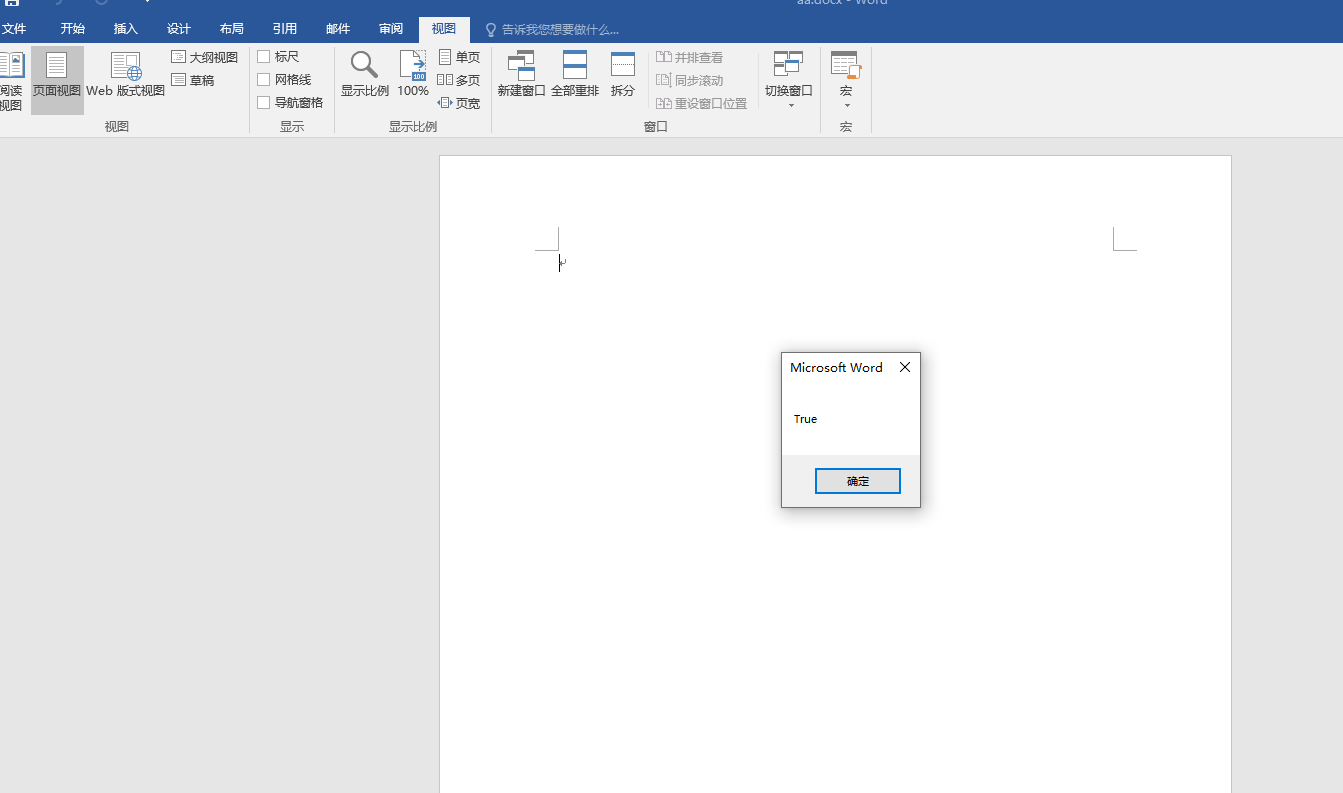 aa.docx - Word
文件 开始 插入 设计 布局 引用 邮件 审阅 视图 告诉我您想要做什么...
阅读视图 页面视图 Web 版式视图 大纲视图 草稿
视图
标尺
网格线
导航窗格
显示
显示比例 100 100% 单页 多页 页宽
显示比例
新建窗口 全部重排 拆分 并排查看 同步滚动 重设窗口位置 切换窗口
窗口
宏
宏
Microsoft Word
True
确定